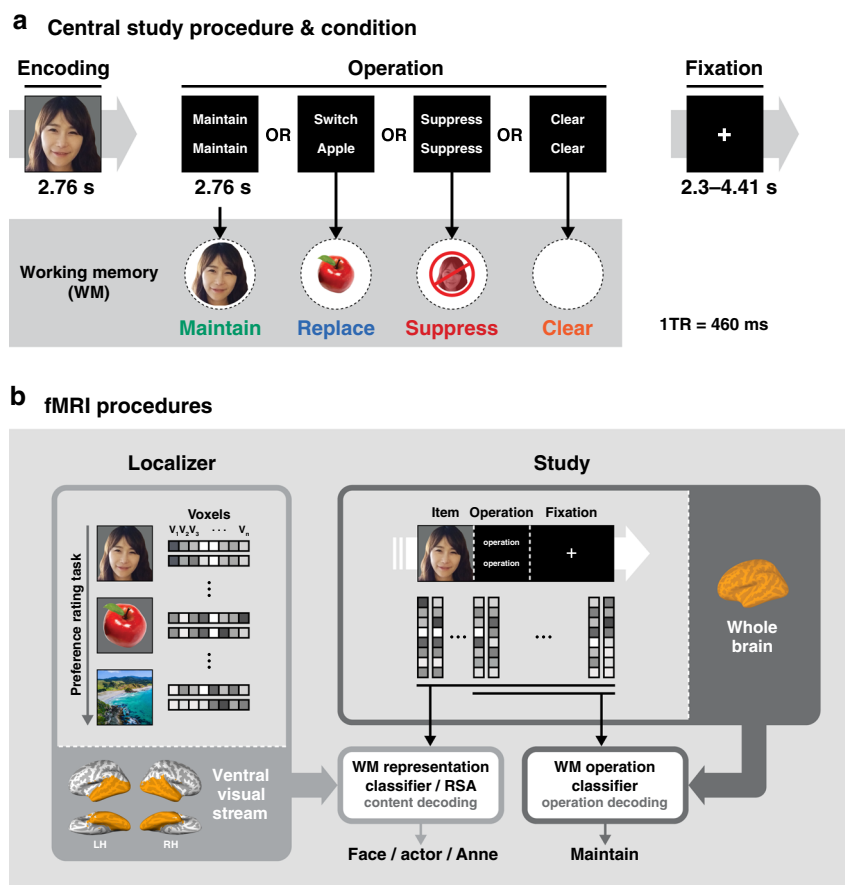 a Central study procedure & condition
Encoding Operation Fixation
Maintain
Maintain
OR
Switch
Apple
OR
Suppress
Suppress
OR
Clear
Clear
+
2.76 s 2.76 s 2.3–4.41 s
Working memory
(WM)
Maintain Replace Suppress Clear
1TR = 460 ms
b fMRI procedures
Localizer
Preference rating task
Voxels
V1 V2 V3 · · · Vn
Ventral
visual
stream
LH RH
Study
Item Operation Fixation
operation
operation
+
...
...
Whole
brain
WM representation
classifier / RSA
content decoding
WM operation
classifier
operation decoding
Face / actor / Anne
Maintain